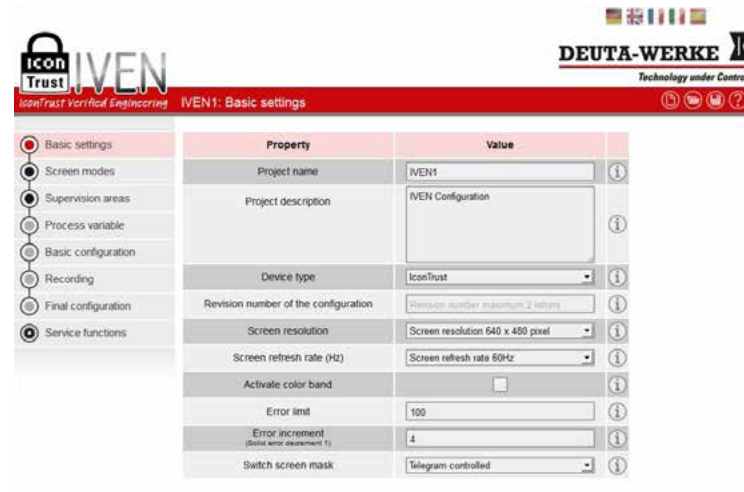 Icon
Trust
IVEN
IconTrust Verified Engineering
DEUTA-WERKE
Technology under Contro
IVEN1: Basic settings
Basic settings
Screen modes
Supervision areas
Process variable
Basic configuration
Recording
Final configuration
Service functions
Property Value
Project name IVEN1
Project description IVEN Configuration
Device type IconTrust
Revision number of the configuration Revision number maximum 2 letters
Screen resolution Screen resolution 640 x 480 pixel
Screen refresh rate (Hz) Screen refresh rate 60Hz
Activate color band
Error limit 100
Error increment 4
(Solid error decrement 1)
Switch screen mask Telegram controlled